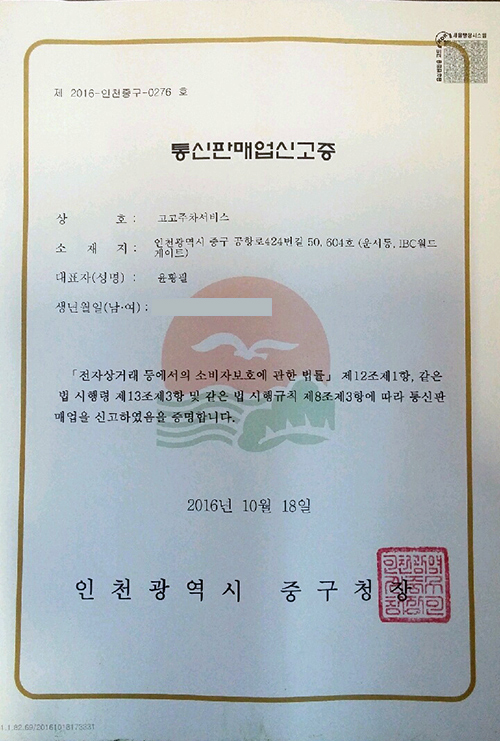 제 2016-인천중구-0276 호
통신판매업신고증
상 호 : 고고주차서비스
소 재 지 : 인천광역시 중구 공항로424번길 50, 604호 (운서동, IBC월드
게이트)
대표자(성명) : 윤황필
생년월일(남·여) :
「전자상거래 등에서의 소비자보호에 관한 법률」 제12조제1항, 같은
법 시행령 제13조제3항 및 같은 법 시행규칙 제8조제3항에 따라 통신판
매업을 신고하였음을 증명합니다.
2016년 10월 18일
인천광역시 중구청장